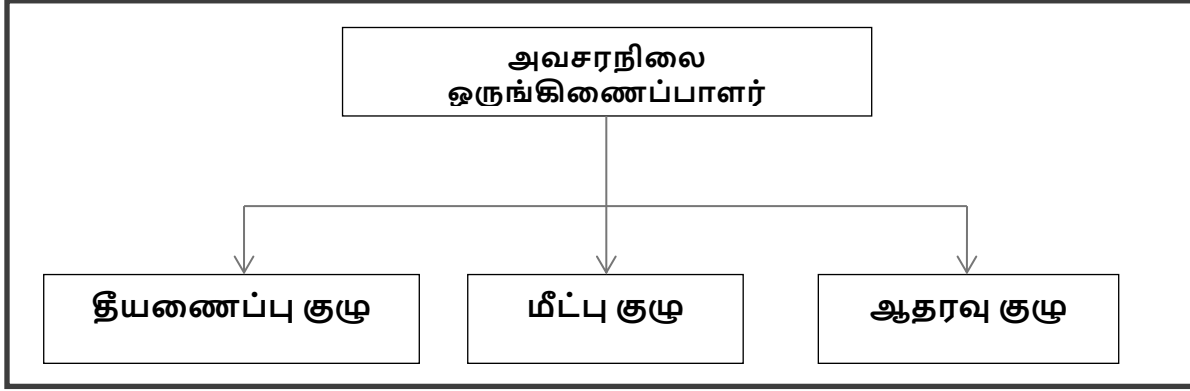 அவசரநிலை
ஒருங்கிணைப்பாளர்
தீயணைப்பு குழு
மீட்பு குழு
ஆதரவு குழு